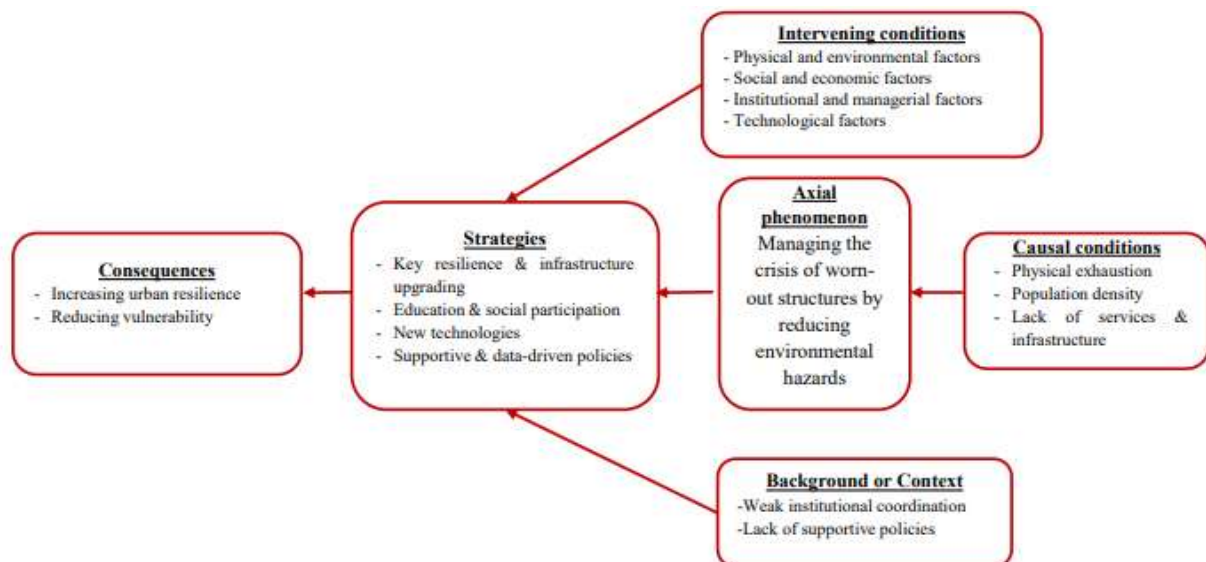 Intervening conditions
- Physical and environmental factors
- Social and economic factors
- Institutional and managerial factors
- Technological factors
Axial
phenomenon
Managing the
crisis of worn-
out structures by
reducing
environmental
hazards
Causal conditions
- Physical exhaustion
- Population density
- Lack of services &
infrastructure
Strategies
- Key resilience & infrastructure
upgrading
- Education & social participation
- New technologies
- Supportive & data-driven policies
Consequences
- Increasing urban resilience
- Reducing vulnerability
Background or Context
-Weak institutional coordination
-Lack of supportive policies